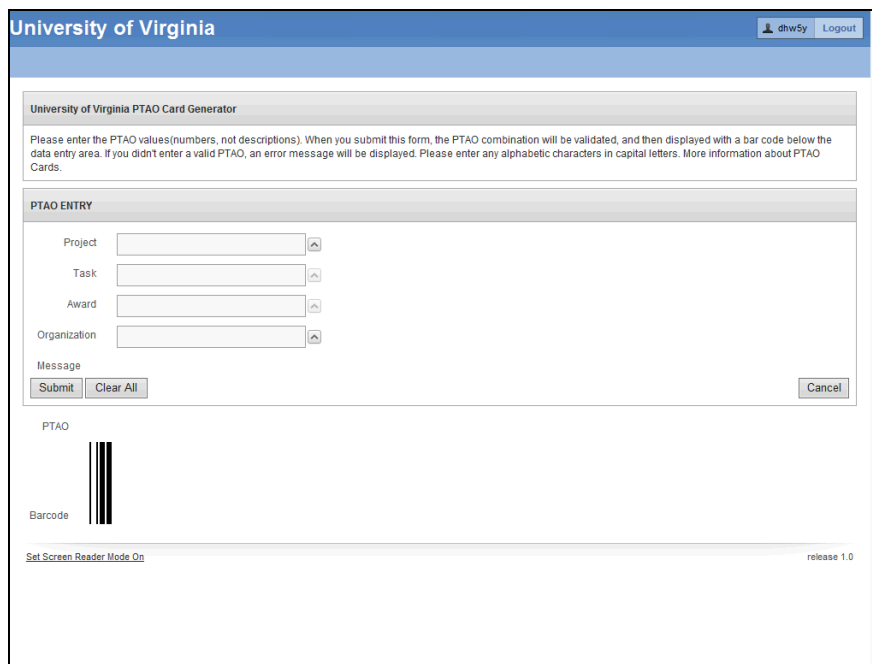 University of Virginia
dhw5y Logout
University of Virginia PTAO Card Generator
Please enter the PTAO values(numbers, not descriptions). When you submit this form, the PTAO combination will be validated, and then displayed with a bar code below the
data entry area. If you didn't enter a valid PTAO, an error message will be displayed. Please enter any alphabetic characters in capital letters. More information about PTAO
Cards.
PTAO ENTRY
Project
Task
Award
Organization
Message
Submit Clear All Cancel
PTAO
Barcode
Set Screen Reader Mode On release 1.0